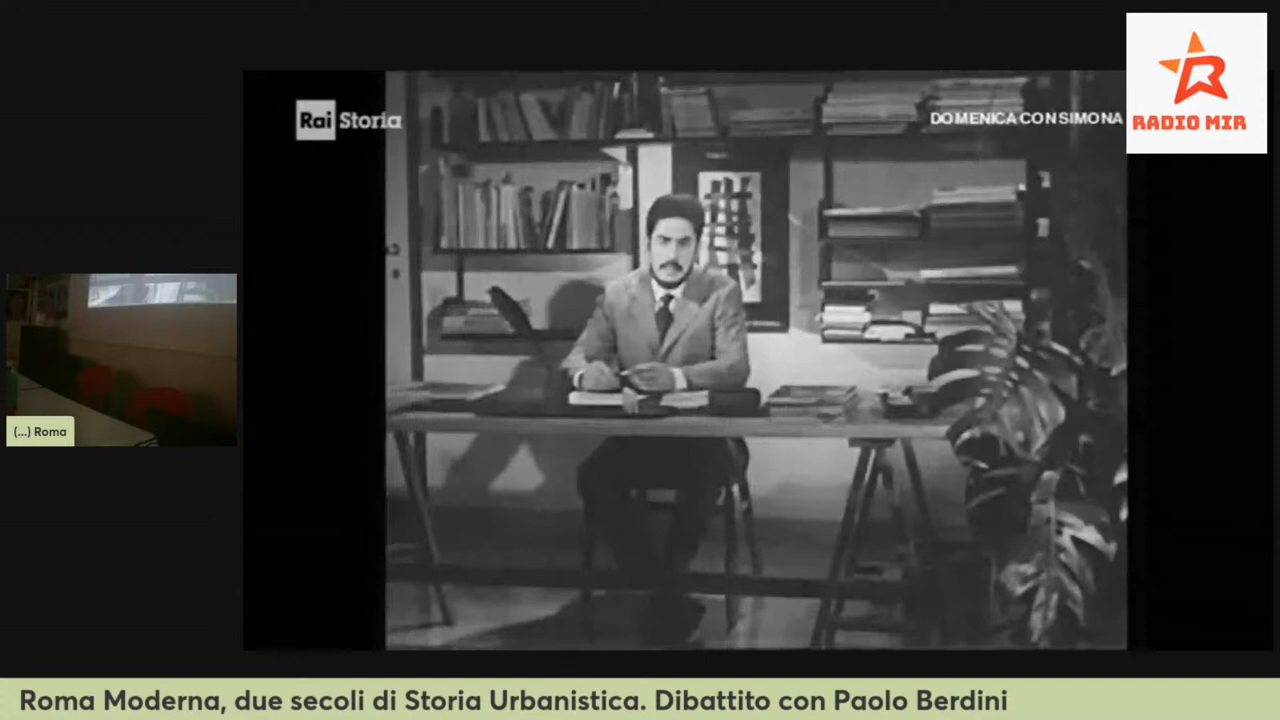 Rai Storia
DOMENICA CON SIMONA
RADIO MIR
(...) Roma
Roma Moderna, due secoli di Storia Urbanistica. Dibattito con Paolo Berdini